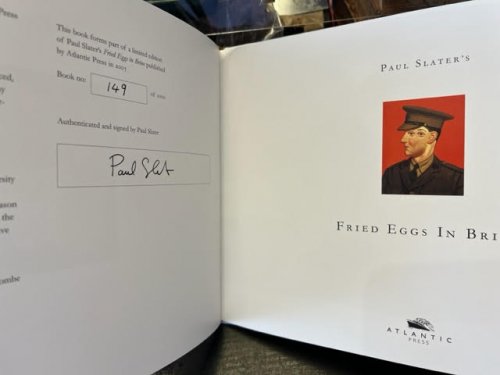 Press
This book forms part of a limited edition
of Paul Slater's Fried Eggs in Brine published
by Atlantic Press in 2005
Book no:
149
Authenticated and signed by Paul Slater
Paul Slater
PAUL SLATER'S
FRIED EGGS IN BRI
ATLANTIC
PRESS